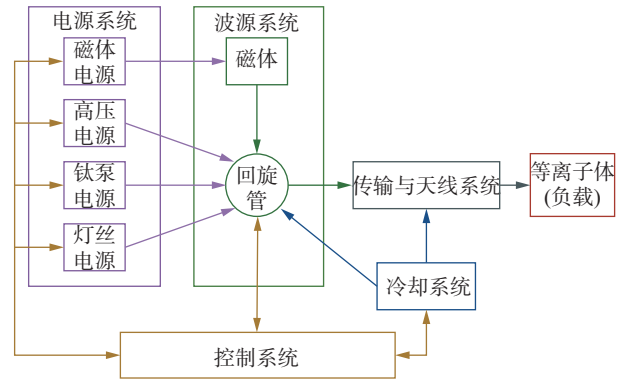 电源系统
波源系统
磁体
电源
磁体
高压
电源
钛泵
电源
回旋
管
传输与天线系统
等离子体
(负载)
灯丝
电源
冷却系统
控制系统